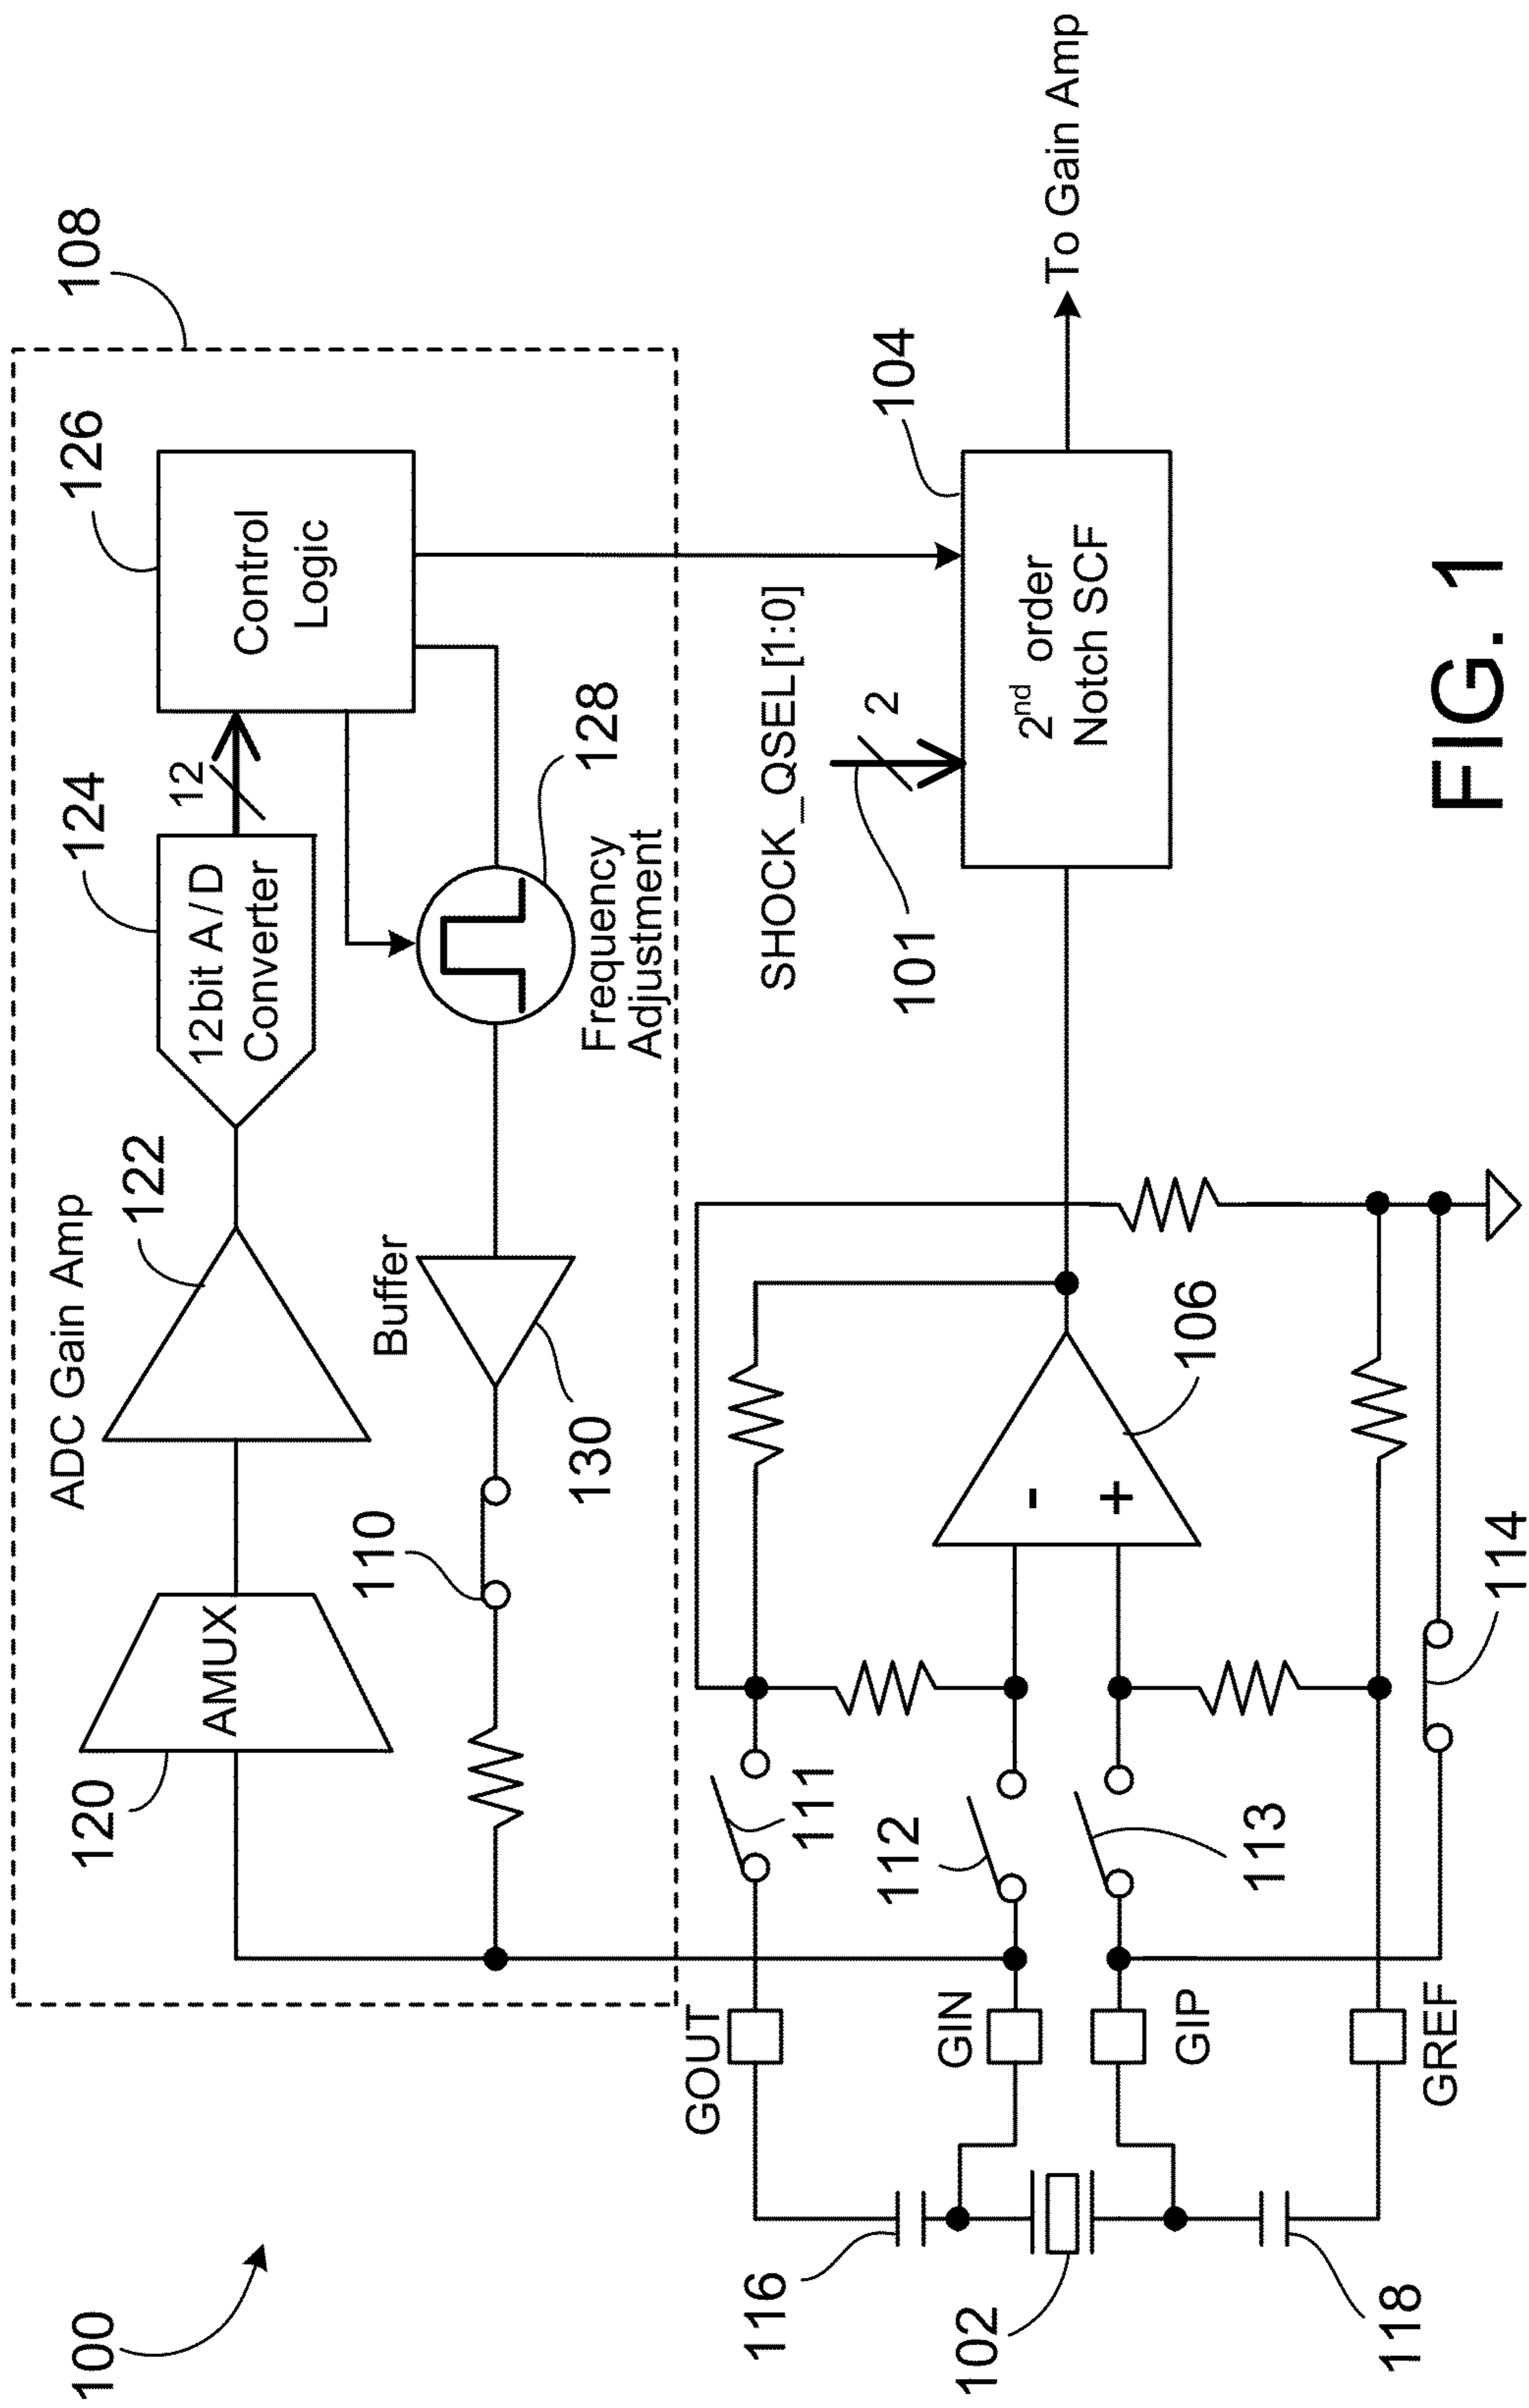 100
108
126
124
122
ADC Gain Amp
120
AMUX
12bit A/D
Converter
12
Control
Logic
110
Buffer
130
128
Frequency
Adjustment
SHOCK_QSEL[1:0]
2
101
104
2nd order
Notch SCF
To Gain Amp
GOUT
111
116
GIN
112
-
+
106
102
GIP
113
118
GREF
114
FIG. 1